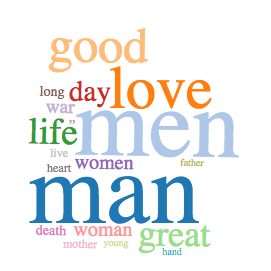 good
long day love
war ” men
life
live
heart women father
man
death woman great
mother young
hand